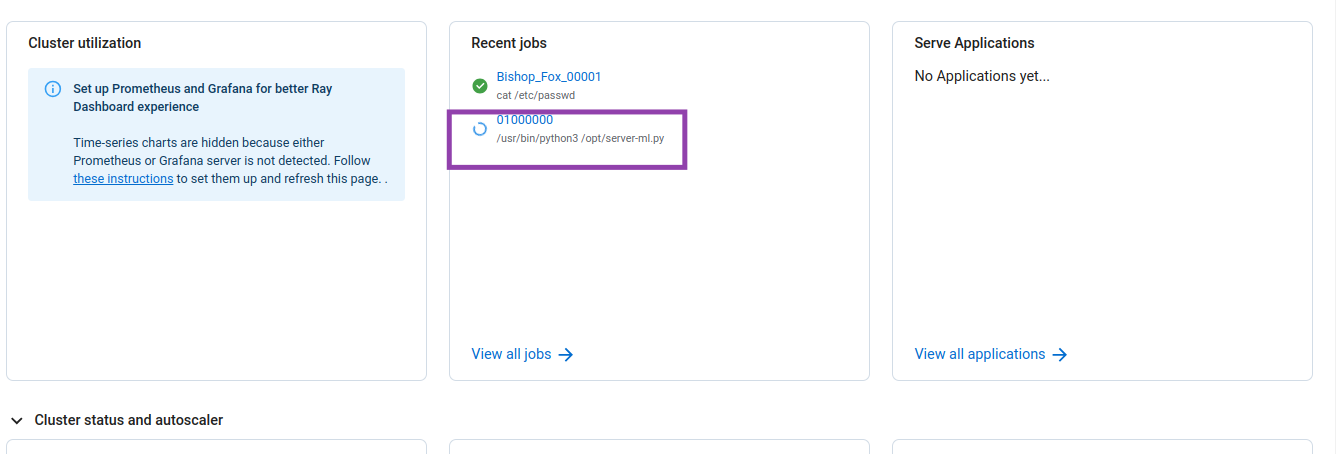 Cluster utilization
Set up Prometheus and Grafana for better Ray
Dashboard experience
Time-series charts are hidden because either
Prometheus or Grafana server is not detected. Follow
these instructions to set them up and refresh this page. .
Recent jobs
Bishop_Fox_00001
cat /etc/passwd
01000000
/usr/bin/python3 /opt/server-ml.py
View all jobs
Serve Applications
No Applications yet...
View all applications
Cluster status and autoscaler